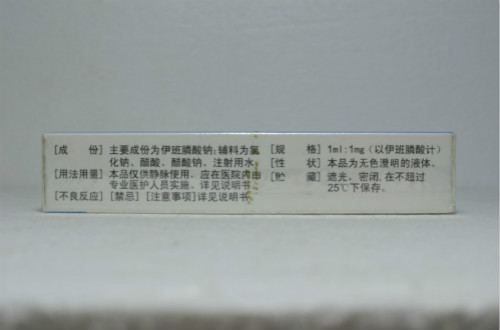 [成 份] 主要成份为伊班膦酸钠;辅料为氯
化钠、醋酸、醋酸钠、注射用水
[用法用量] 本品仅供静脉使用、应在医院内由
专业医护人员实施、详见说明书
[不良反应] [禁忌] [注意事项]详见说明书
[规 格] 1ml:1mg (以伊班膦酸计)
[性 状] 本品为无色澄明的液体。
[贮 藏] 遮光、密闭,在不超过
25℃下保存。